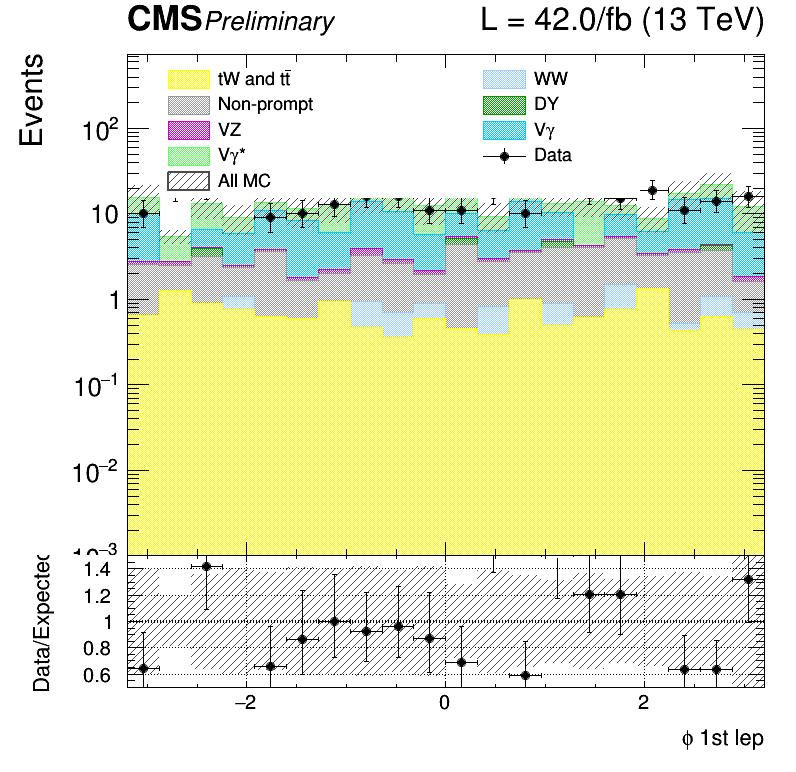 CMS Preliminary L = 42.0/fb (13 TeV)
Events
tW and tt̄
WW
Non-prompt
DY
VZ
Vγ
Vγ*
Data
All MC
10²
10
1
10⁻¹
10⁻²
10⁻³
Data/Expected
1.4
1.2
1
0.8
0.6
−2 0 2
ϕ 1st lep